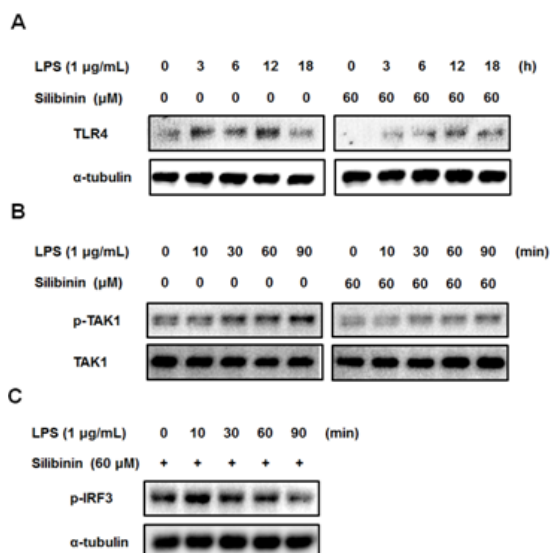 A
LPS (1 µg/mL) 0 3 6 12 18 0 3 6 12 18 (h)
Silibinin (µM) 0 0 0 0 0 60 60 60 60 60
TLR4
α-tubulin
B
LPS (1 µg/mL) 0 10 30 60 90 0 10 30 60 90 (min)
Silibinin (µM) 0 0 0 0 0 60 60 60 60 60
p-TAK1
TAK1
C
LPS (1 µg/mL) 0 10 30 60 90 (min)
Silibinin (60 µM) + + + + +
p-IRF3
α-tubulin